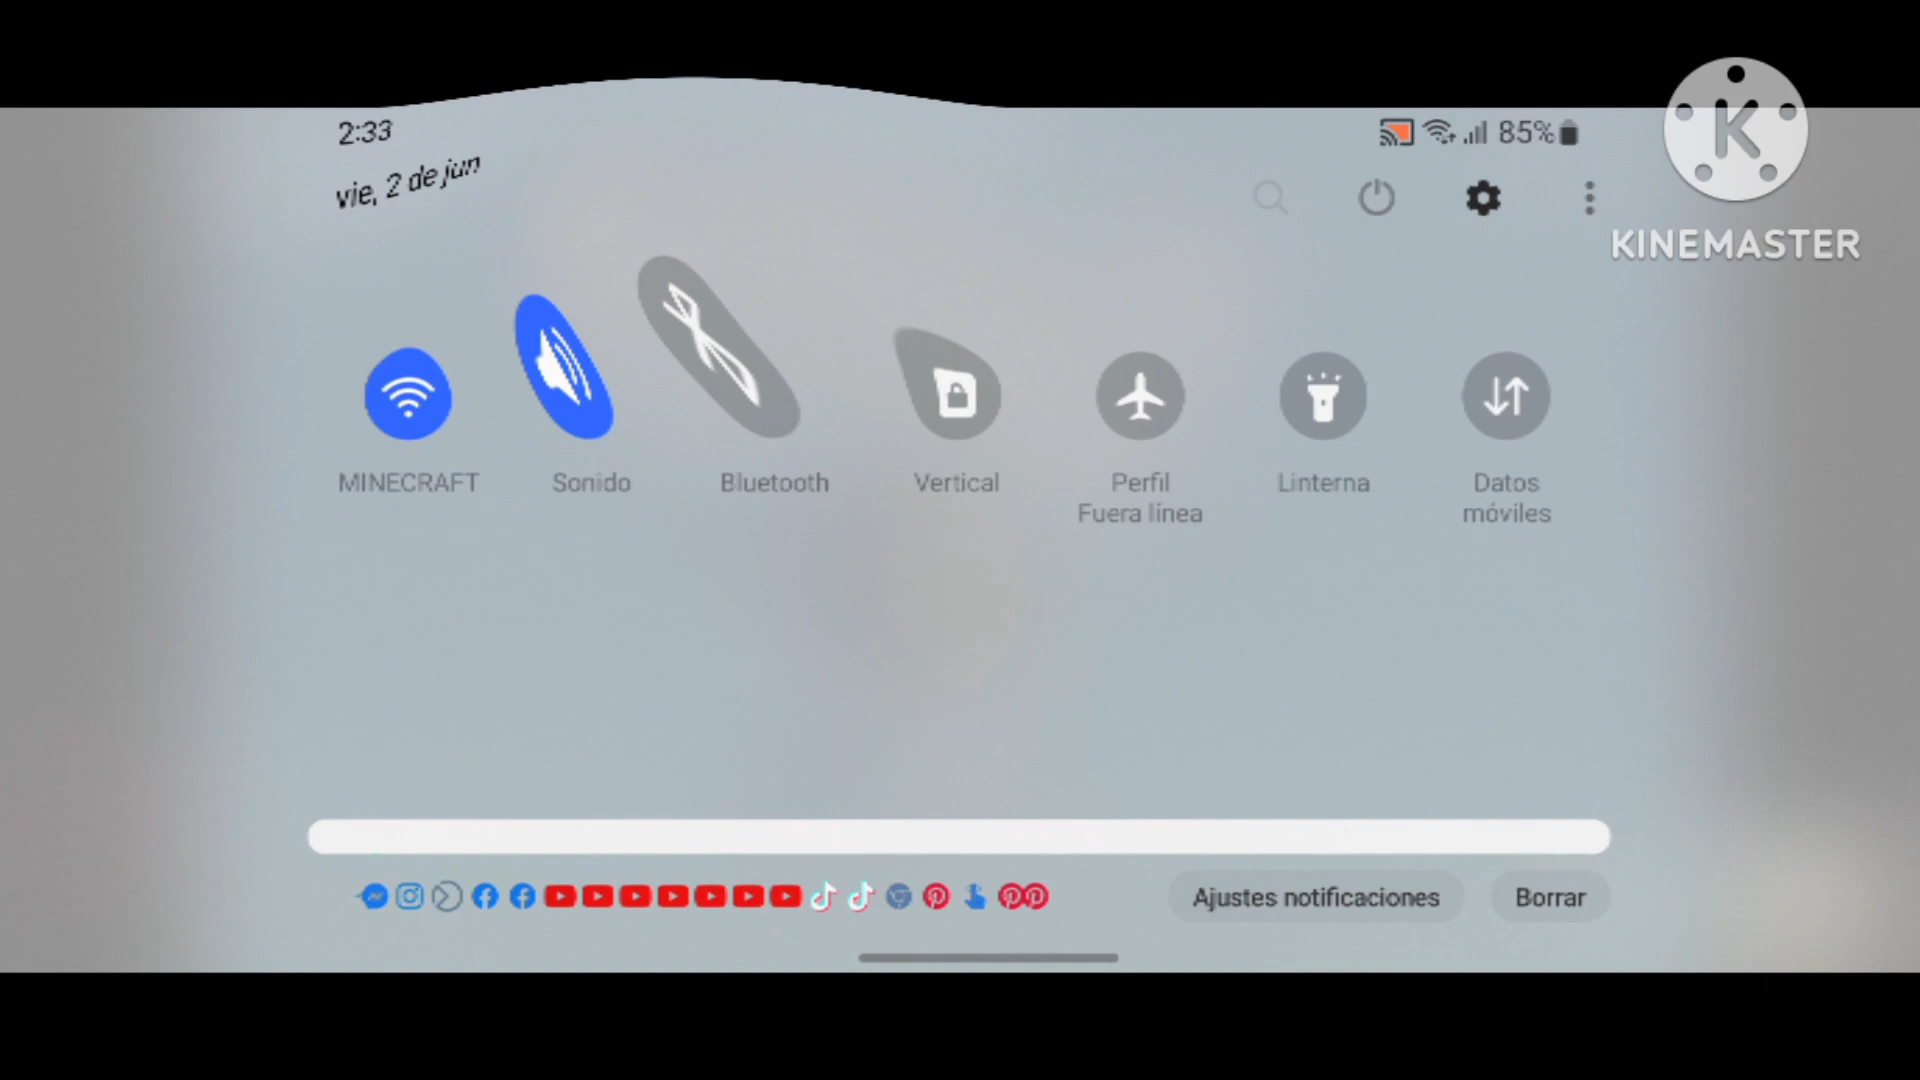 2:33
85%
vie, 2 de jun
K
KINEMASTER
MINECRAFT
Sonido
Bluetooth
Vertical
Perfil
Fuera línea
Linterna
Datos
móviles
Ajustes notificaciones
Borrar